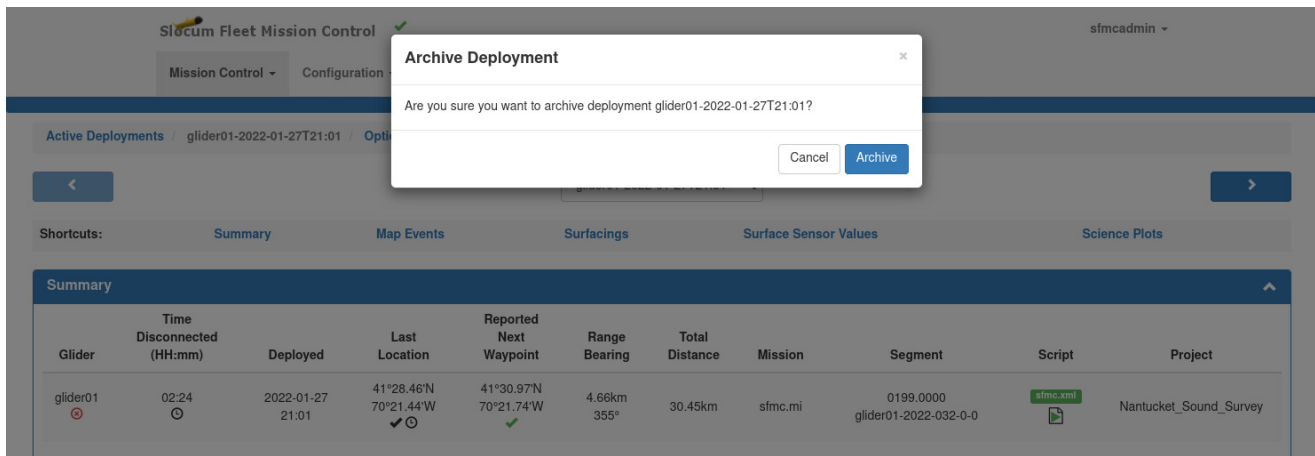 Slocum Fleet Mission Control
sfmcadmin
Mission Control
Configuration
Archive Deployment
×
Are you sure you want to archive deployment glider01-2022-01-27T21:01?
Cancel
Archive
Active Deployments / glider01-2022-01-27T21:01 /
Shortcuts:
Summary
Map Events
Surfacings
Surface Sensor Values
Science Plots
Summary
Glider
Time
Disconnected
(HH:mm)
Deployed
Last
Location
Reported
Next
Waypoint
Range
Bearing
Total
Distance
Mission
Segment
Script
Project
glider01
02:24
2022-01-27
21:01
41°28.46'N
70°21.44'W
41°30.97'N
70°21.74'W
4.66km
355°
30.45km
sfmc.mi
0199.0000
glider01-2022-032-0-0
sfmc.xml
Nantucket_Sound_Survey